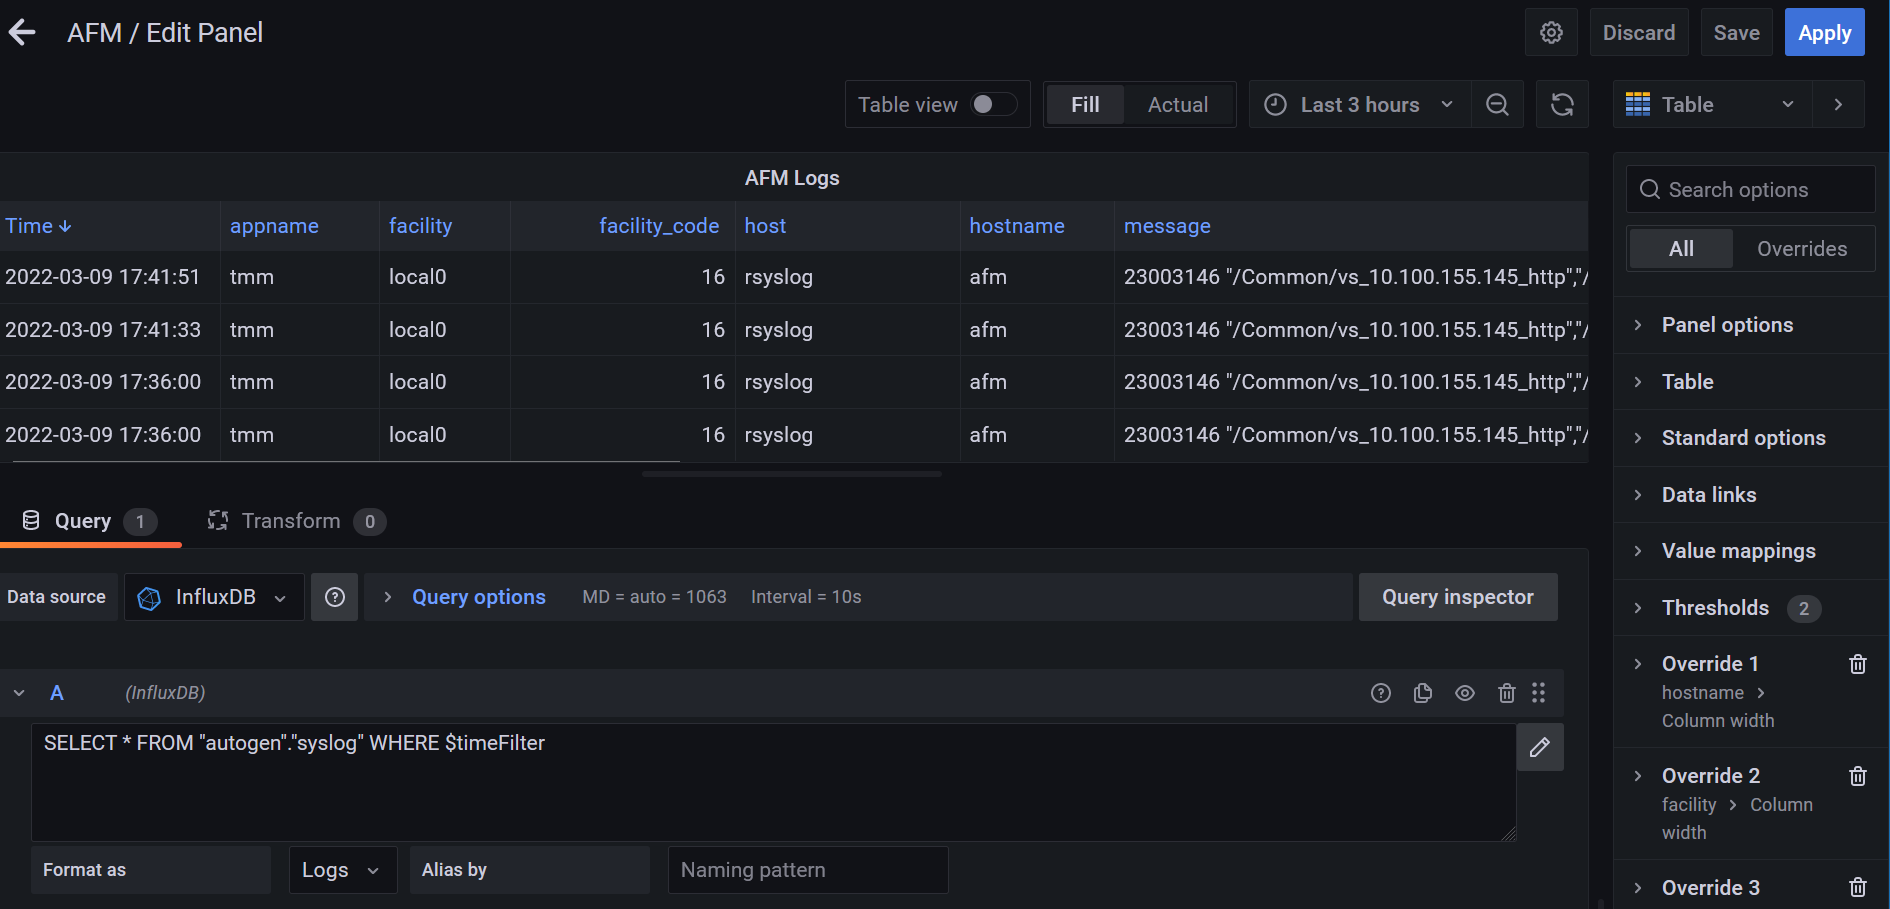 AFM / Edit Panel
Discard
Save
Apply
Table view
Fill
Actual
Last 3 hours
Table
AFM Logs
Time appname facility facility_code host hostname message
2022-03-09 17:41:51 tmm local0 16 rsyslog afm 23003146 "/Common/vs_10.100.155.145_http","/
2022-03-09 17:41:33 tmm local0 16 rsyslog afm 23003146 "/Common/vs_10.100.155.145_http","/
2022-03-09 17:36:00 tmm local0 16 rsyslog afm 23003146 "/Common/vs_10.100.155.145_http","/
2022-03-09 17:36:00 tmm local0 16 rsyslog afm 23003146 "/Common/vs_10.100.155.145_http","/
Query 1
Transform 0
Data source
InfluxDB
Query options
MD = auto = 1063
Interval = 10s
Query inspector
A
(InfluxDB)
SELECT * FROM "autogen"."syslog" WHERE $timeFilter
Format as
Logs
Alias by
Naming pattern
Search options
All
Overrides
Panel options
Table
Standard options
Data links
Value mappings
Thresholds 2
Override 1
hostname >
Column width
Override 2
facility > Column
width
Override 3